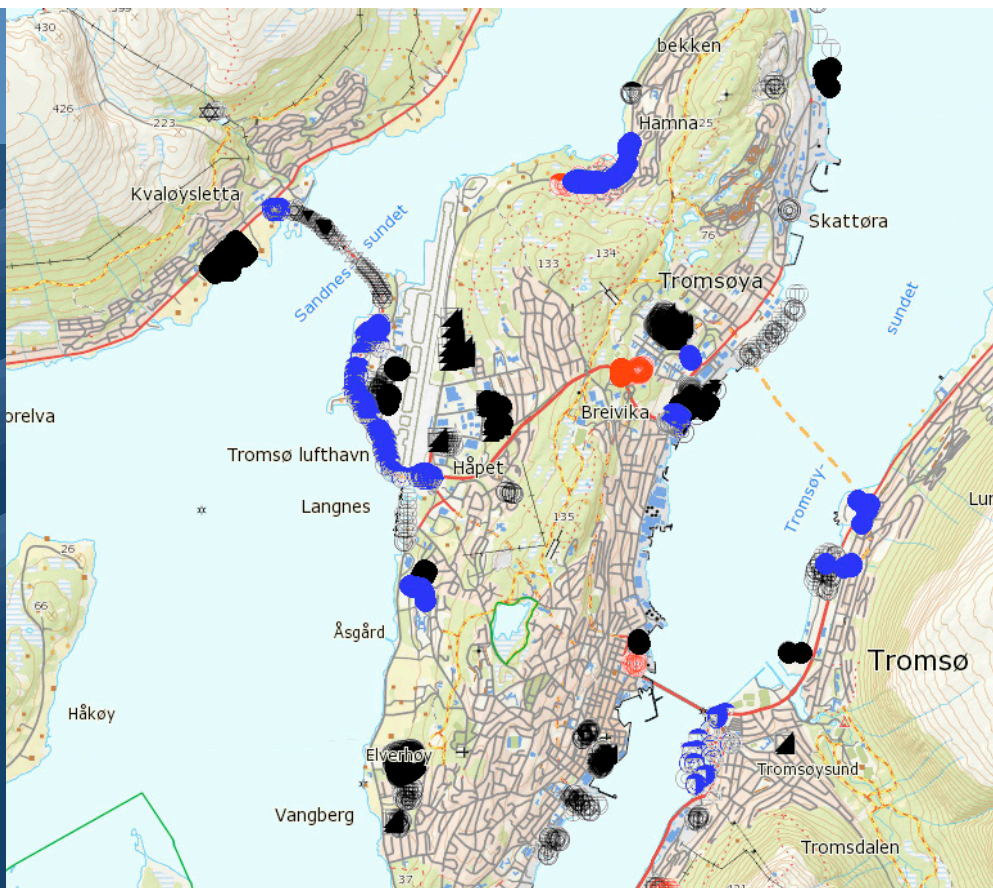 430
bekken
426
223
Hamna
25
Kvaløysletta
Skattøra
Sandnes
sundet
76
134
133
Tromsøya
sundet
orelva
Breivika
Tromsø lufthavn
Håpet
Langnes
Tromsøy-
Lun
135
26
66
Åsgård
Tromsø
Håkøy
Elverhøy
Tromsøysund
Vangberg
Tromsdalen
37